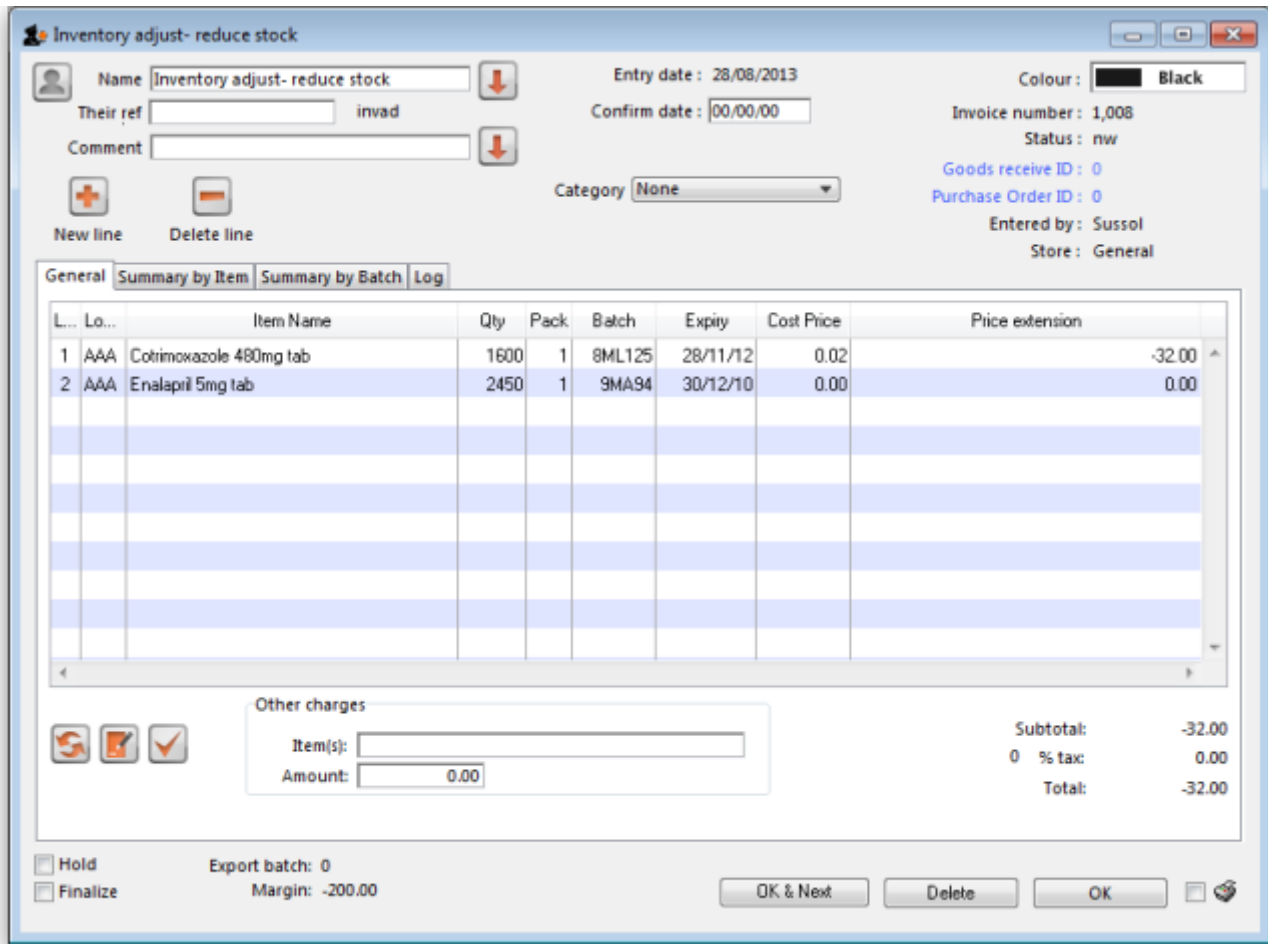 Inventory adjust- reduce stock
Name Inventory adjust- reduce stock Entry date : 28/08/2013 Colour : Black
Their ref invad Confirm date : 00/00/00 Invoice number : 1,008
Status : nw
Comment
Goods receive ID : 0
Category None Purchase Order ID : 0
New line Delete line Entered by : Sussol
Store : General
General Summary by Item Summary by Batch Log
L... Lo... Item Name Qty Pack Batch Expiry Cost Price Price extension
1 AAA Cotrimoxazole 480mg tab 1600 1 8ML125 28/11/12 0.02 -32.00
2 AAA Enalapril 5mg tab 2450 1 9MA94 30/12/10 0.00 0.00
Other charges
Item(s): Subtotal: -32.00
0 % tax: 0.00
Amount: 0.00 Total: -32.00
Hold Export batch: 0
Finalize Margin: -200.00 OK & Next Delete OK